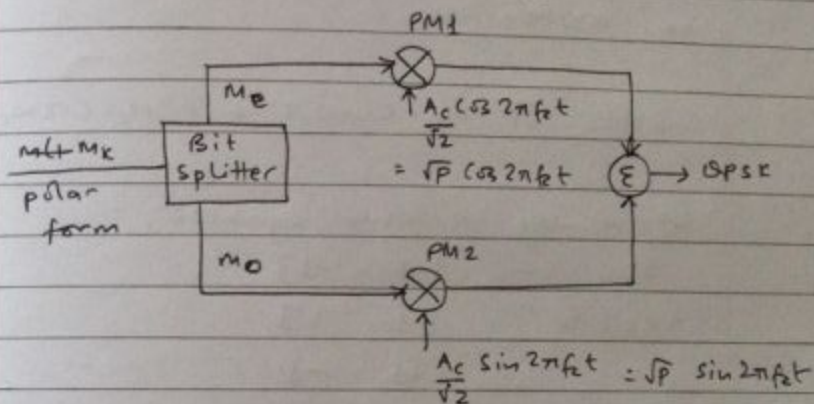 PM1
Me
Ac/√2 Cos 2πfct
= √P Cos 2πfct
Mk
polar
form
Bit
Splitter
Σ
QPSK
Mo
PM2
Ac/√2 Sin 2πfct = √P Sin 2πfct